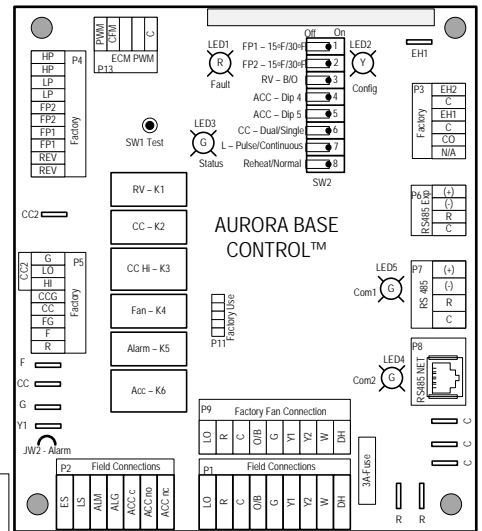 PWM
CFM
C
P13
ECM PWM
LED1
R
Fault
Off
On
FP1 – 15ºF/30ºF
1
FP2 – 15ºF/30ºF
2
RV – B/O
3
ACC – Dip 4
4
ACC – Dip 5
5
CC – Dual/Single
6
L – Pulse/Continuous
7
Reheat/Normal
8
SW2
LED2
Y
Config
EH1
HP
HP
LP
LP
FP2
FP2
FP1
FP1
REV
REV
P4
Factory
SW1 Test
LED3
G
Status
P3
Factory
EH2
C
EH1
C
CO
N/A
RV – K1
CC – K2
CC Hi – K3
Fan – K4
Alarm – K5
Acc – K6
AURORA BASE
CONTROL™
P6
RS485 Exp
(+)
(-)
R
C
CC2
CC2
G
LO
HI
CCG
CC
FG
F
R
P5
Factory
P11
Factory Use
LED5
Com1
G
P7
RS 485
(+)
(-)
R
C
LED4
Com2
G
P8
RS485 NET
F
CC
G
Y1
JW2 - Alarm
P9
Factory Fan Connection
LO
R
C
O/B
G
Y1
Y2
W
DH
C
C
C
P2
Field Connections
ES
LS
ALM
ALG
ACC c
ACC no
ACC nc
P1
Field Connections
LO
R
C
O/B
G
Y1
Y2
W
DH
3A-Fuse
R
R